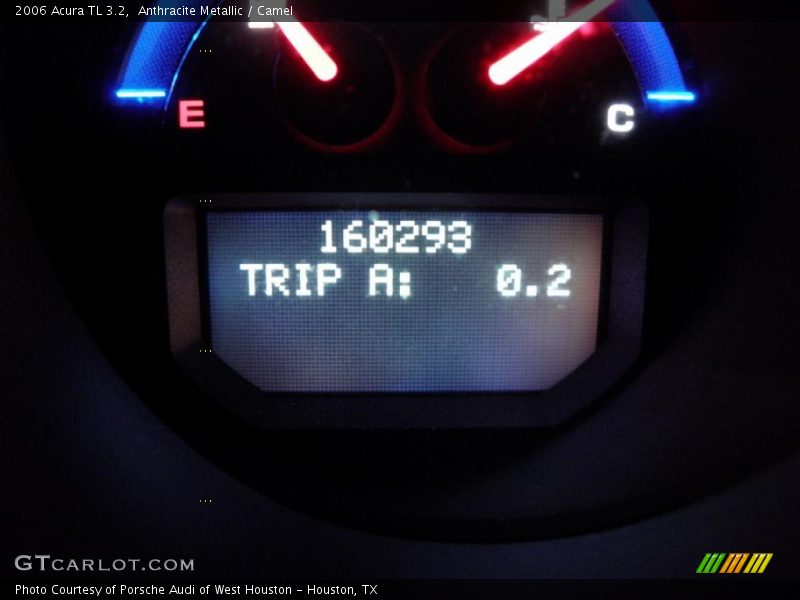 2006 Acura TL 3.2,  Anthracite Metallic / Camel
E
C
160293
TRIP A: 0.2
GTCARLOT.COM
Photo Courtesy of Porsche Audi of West Houston - Houston, TX